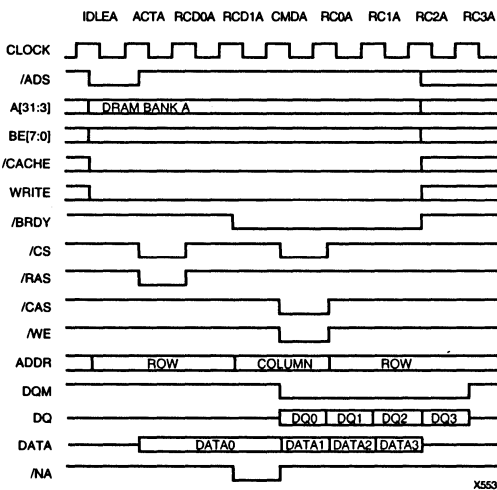 IDLEA ACTA RCD0A RCD1A CMDA RC0A RC1A RC2A RC3A
CLOCK
/ADS
A[31:3] DRAM BANK A
BE[7:0]
/CACHE
WRITE
/BRDY
/CS
/RAS
/CAS
/WE
ADDR ROW COLUMN ROW
DQM
DQ DQ0 DQ1 DQ2 DQ3
DATA DATA0 DATA1 DATA2 DATA3
/NA
X553